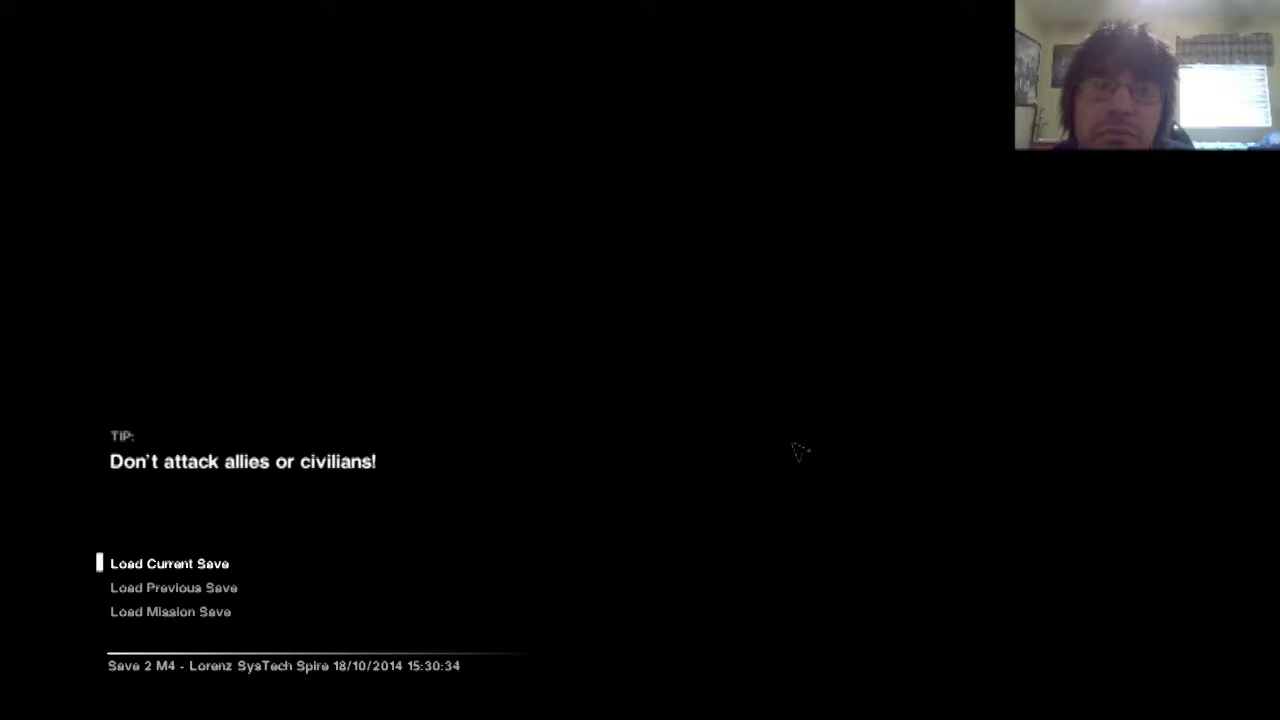 TIP:
Don't attack allies or civilians!
Load Current Save
Load Previous Save
Load Mission Save
Save 2 M4 - Lorenz SysTech Spire 18/10/2014 15:30:34